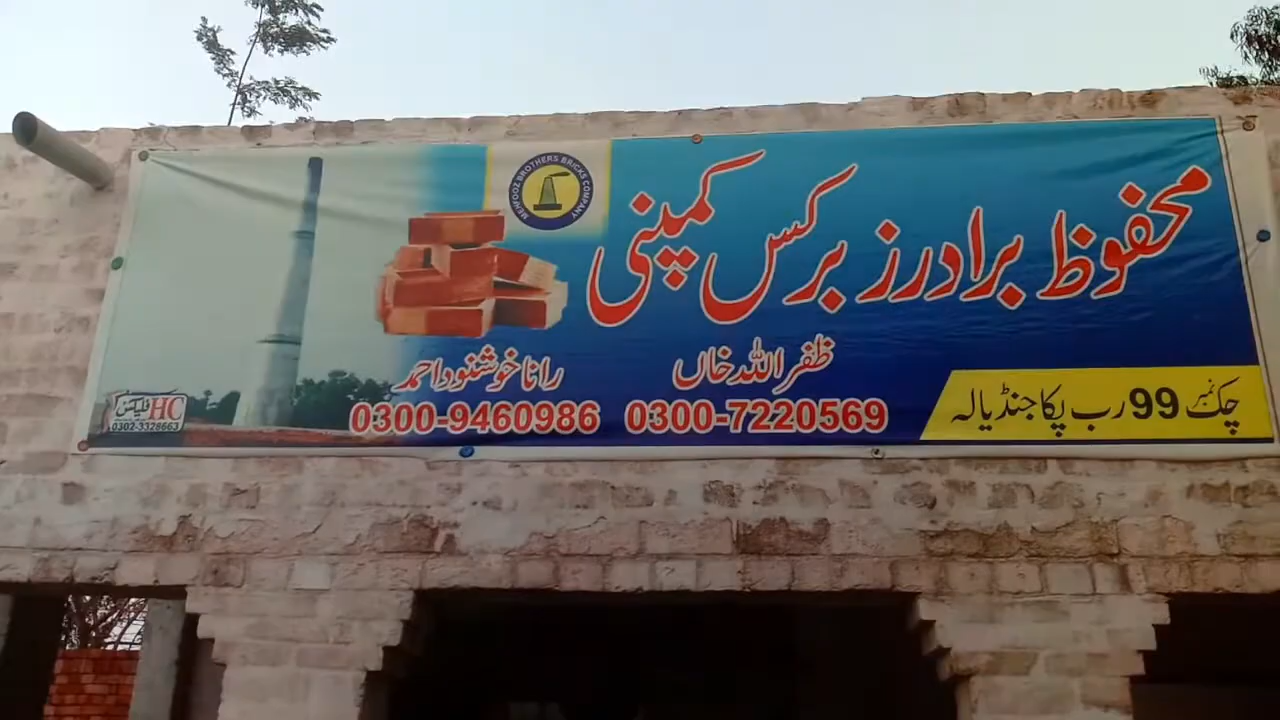 MEHFOOZ BROTHERS BRICKS COMPANY
محفوظ برادرز برکس کمپنی
ظفر اللہ خاں
0300-7220569
رانا خوشنود احمد
0300-9460986
چک نمبر 99 رب پکا جنڈیالہ
HC فلیکس
0302-3328663